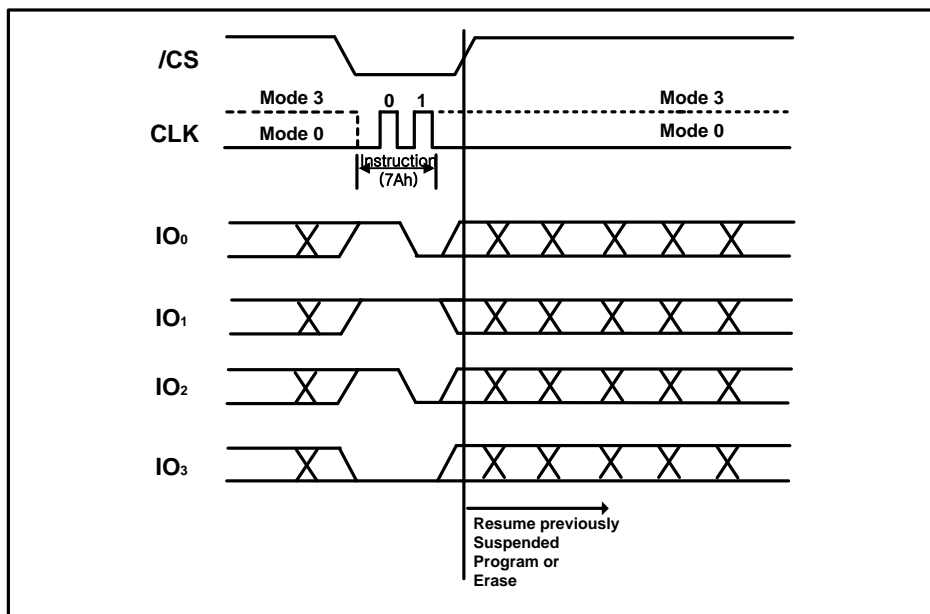 /CS
Mode 3 0 1 Mode 3
CLK Mode 0 Mode 0
Instruction
(7Ah)
IO₀
IO₁
IO₂
IO₃
Resume previously
Suspended
Program or
Erase